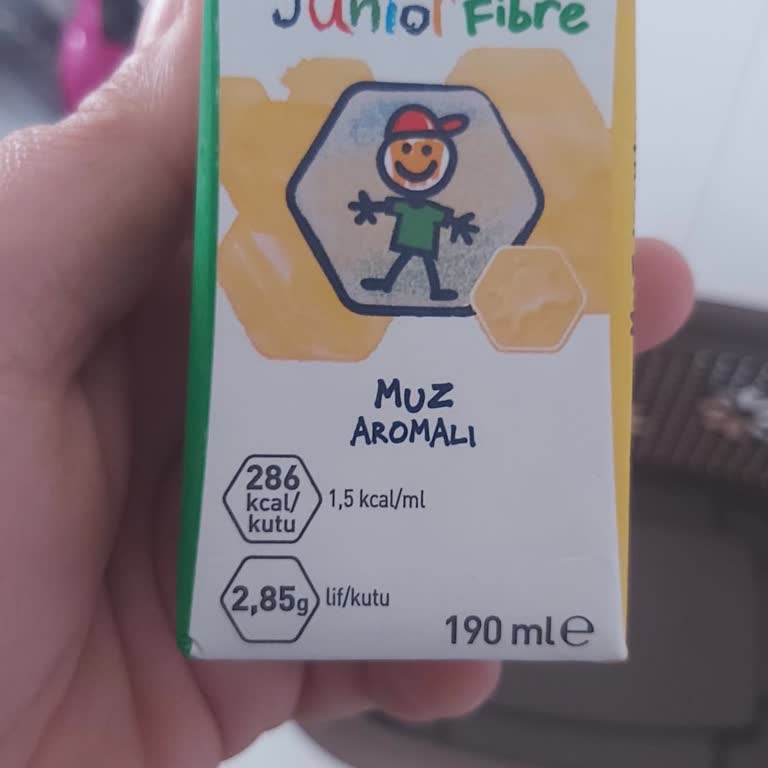 Junior Fibre
MUZ
AROMALI
286
kcal/
kutu
1,5 kcal/ml
2,85g
lif/kutu
190 ml e